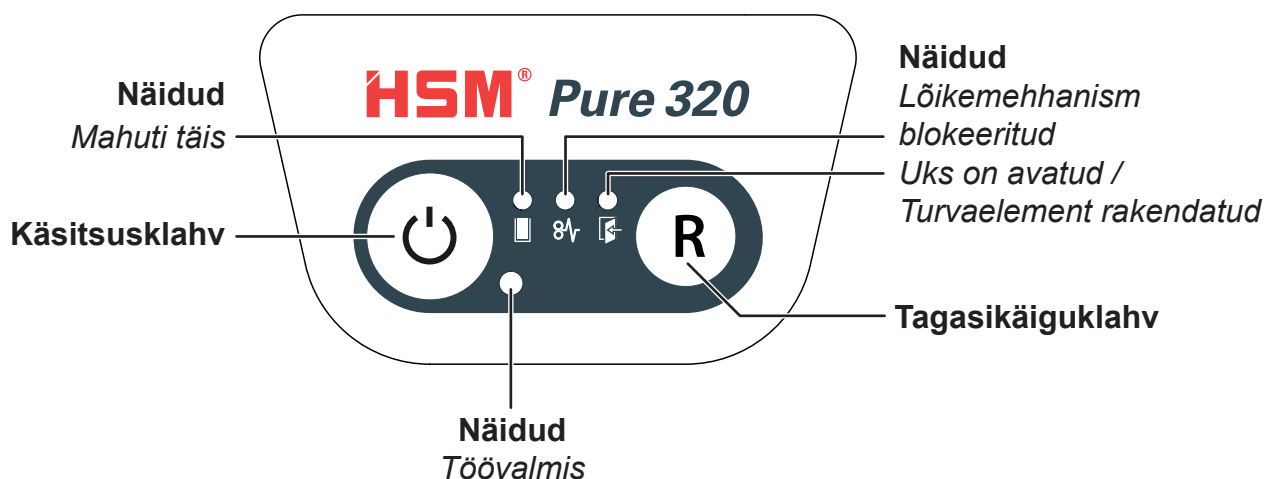 Näidud
Mahuti täis
Käsitsusklahv
HSM® Pure 320
R
Näidud
Lõikemehhanism
blokeeritud
Uks on avatud /
Turvaelement rakendatud
Tagasikäiguklahv
Näidud
Töövalmis